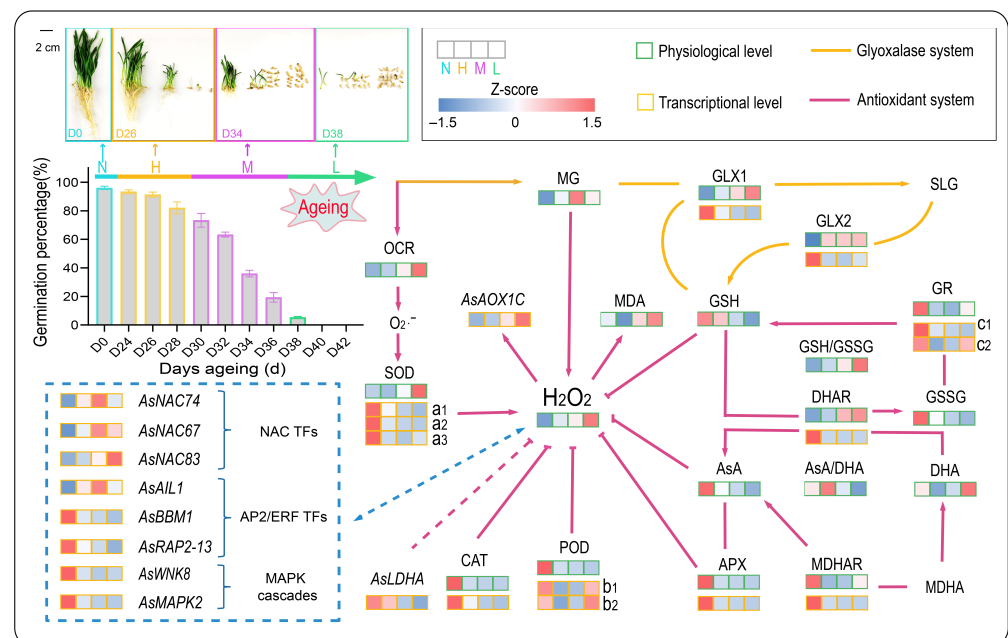 2 cm
D0
D26
D34
D38
N
H
M
L
N H M L
Z-score
−1.5 0 1.5
Physiological level
Transcriptional level
Glyoxalase system
Antioxidant system
Ageing
Germination percentage(%)
100
80
60
40
20
0
D0 D24 D26 D28 D30 D32 D34 D36 D38 D40 D42
Days ageing (d)
MG
GLX1
SLG
GLX2
OCR
AsAOX1C
MDA
GSH
GR
c1
c2
O2·−
GSH/GSSG
SOD
a1
a2
a3
H2O2
DHAR
GSSG
AsA
AsA/DHA
DHA
AsNAC74
AsNAC67
AsNAC83
NAC TFs
AsAIL1
AsBBM1
AsRAP2-13
AP2/ERF TFs
AsWNK8
AsMAPK2
MAPK
cascades
AsLDHA
CAT
POD
b1
b2
APX
MDHAR
MDHA